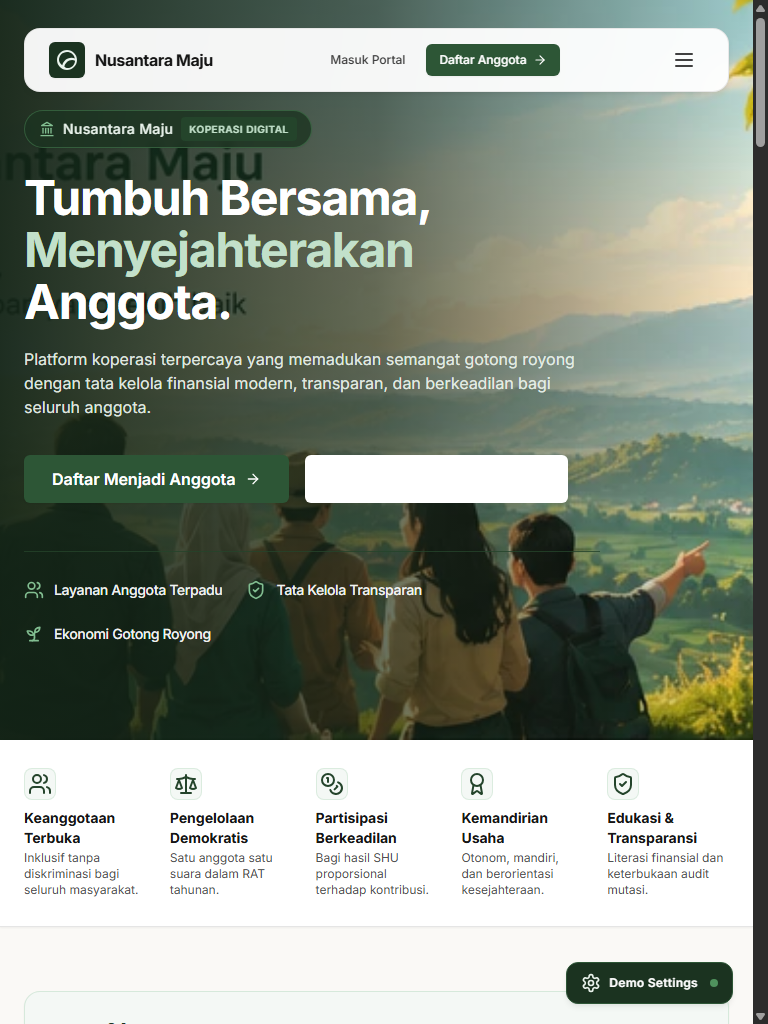 Nusantara Maju
Masuk Portal
Daftar Anggota
Nusantara Maju KOPERASI DIGITAL
ntara Maju
Tumbuh Bersama,
Menyejahterakan
Anggota.
Platform koperasi terpercaya yang memadukan semangat gotong royong
dengan tata kelola finansial modern, transparan, dan berkeadilan bagi
seluruh anggota.
Daftar Menjadi Anggota
Layanan Anggota Terpadu
Tata Kelola Transparan
Ekonomi Gotong Royong
Keanggotaan
Terbuka
Inklusif tanpa
diskriminasi bagi
seluruh masyarakat.
Pengelolaan
Demokratis
Satu anggota satu
suara dalam RAT
tahunan.
Partisipasi
Berkeadilan
Bagi hasil SHU
proporsional
terhadap kontribusi.
Kemandirian
Usaha
Otonom, mandiri,
dan berorientasi
kesejahteraan.
Edukasi &
Transparansi
Literasi finansial dan
keterbukaan audit
mutasi.
Demo Settings